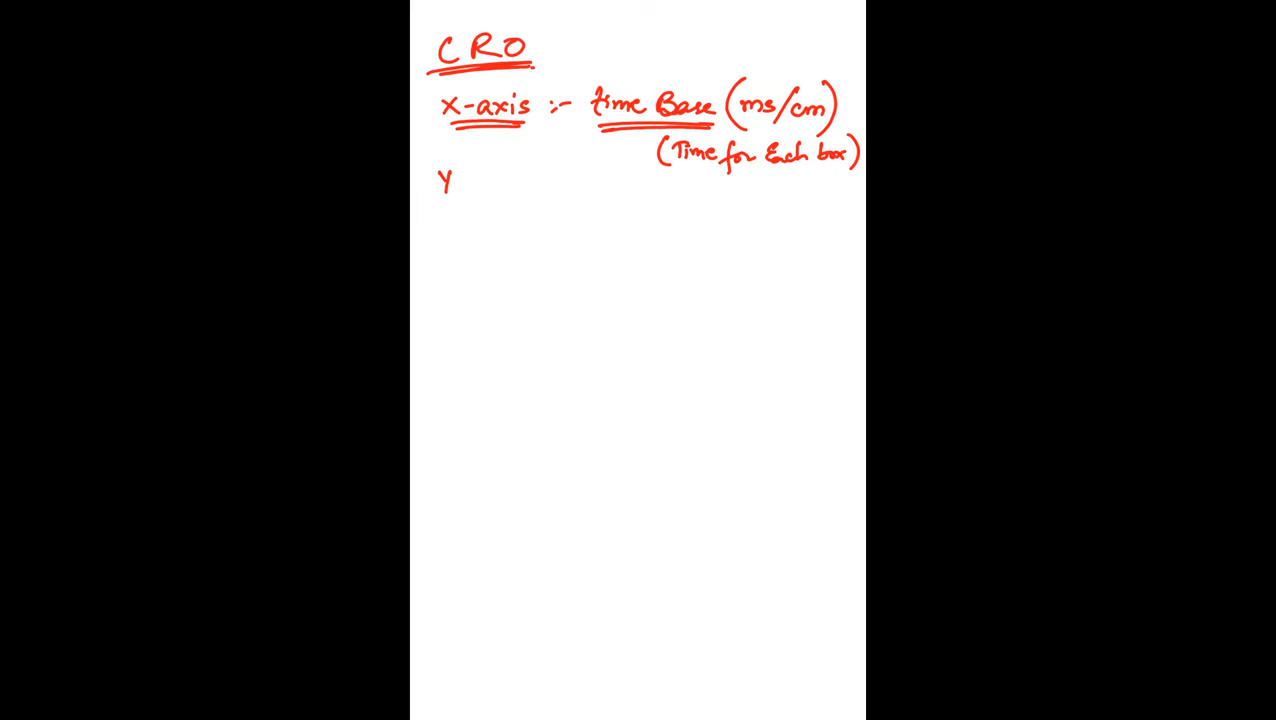 CRO
x-axis :- time Base (ms/cm)
(Time for Each box)
Y